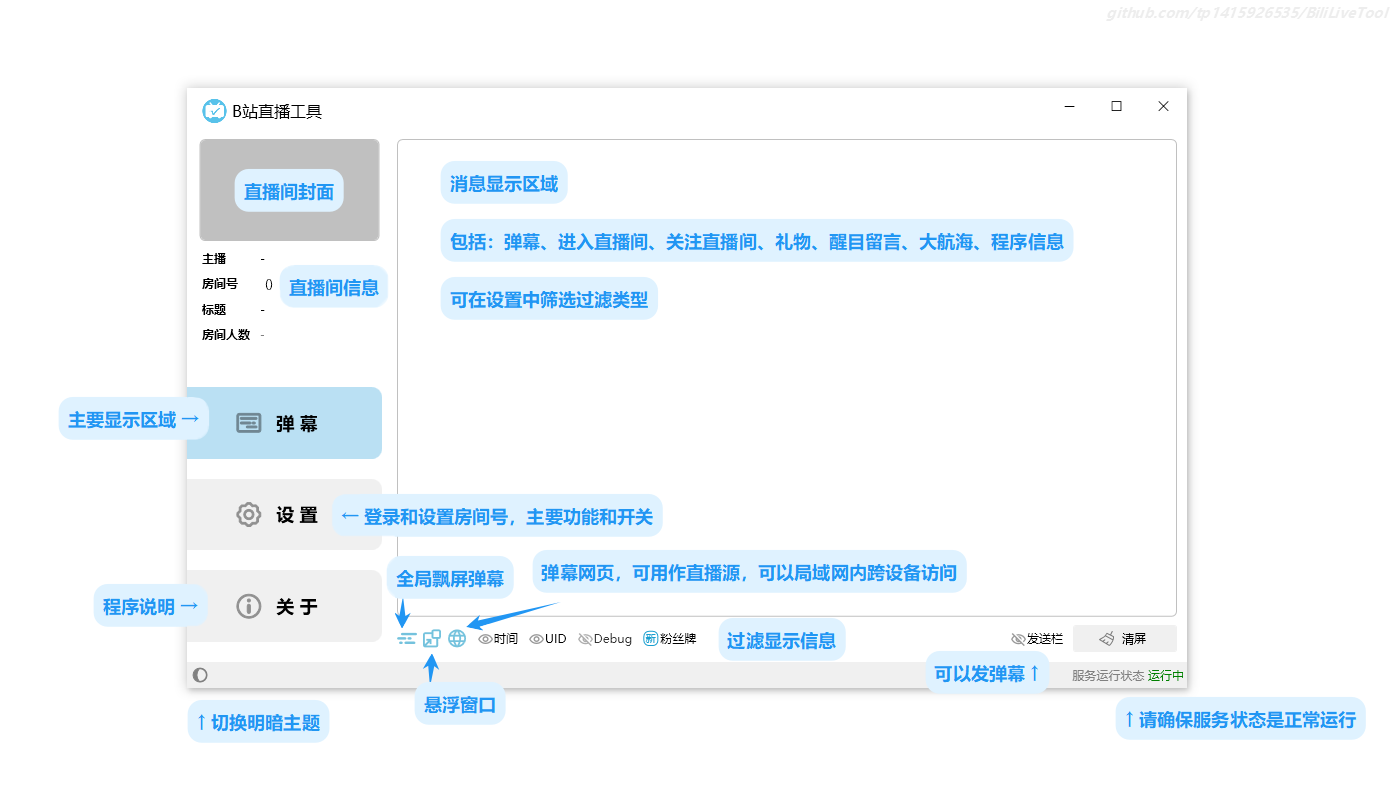 github.com/tp1415926535/BiliLiveTool
B站直播工具
直播间封面
主播 -
房间号 0
标题 -
房间人数 -
直播间信息
消息显示区域
包括：弹幕、进入直播间、关注直播间、礼物、醒目留言、大航海、程序信息
可在设置中筛选过滤类型
主要显示区域→
弹 幕
设 置
←登录和设置房间号，主要功能和开关
程序说明→
关 于
全局飘屏弹幕
弹幕网页，可用作直播源，可以局域网内跨设备访问
时间 UID Debug 新 粉丝牌
过滤显示信息
发送栏 清屏
悬浮窗口
可以发弹幕↑
服务运行状态 运行中
↑切换明暗主题
↑请确保服务状态是正常运行